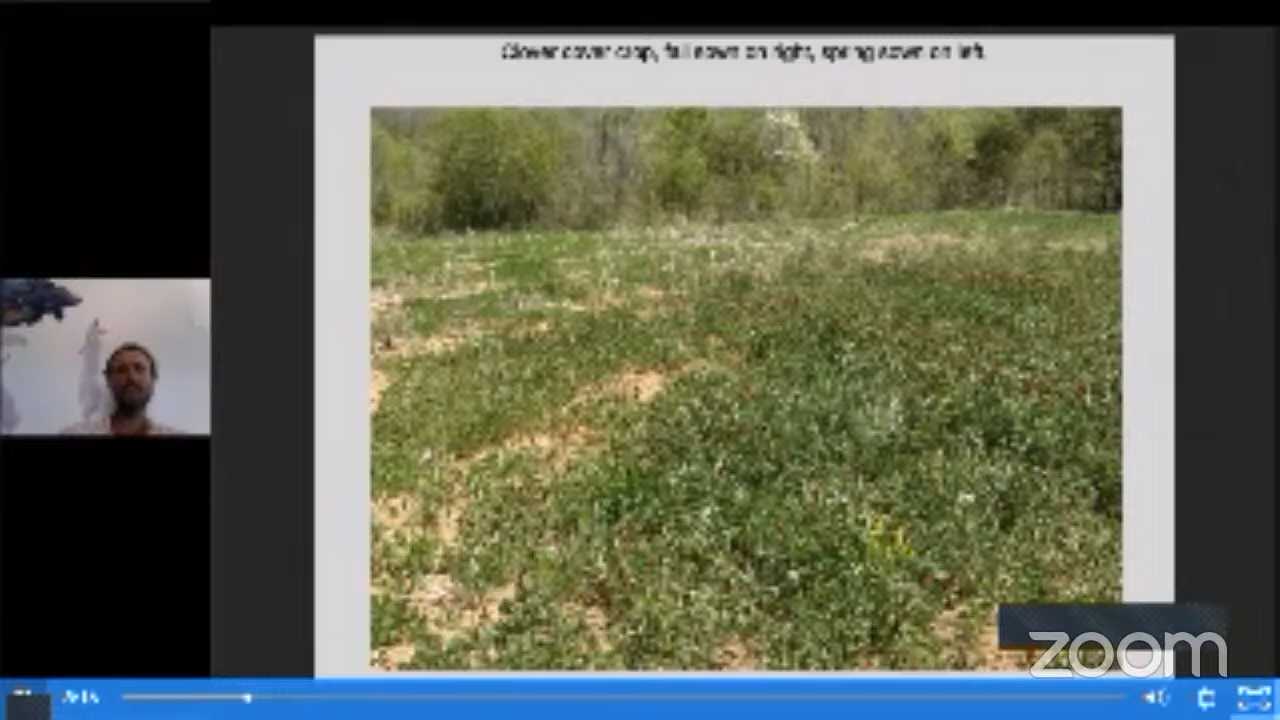 Clover cover crop, fall sown on right, spring sown on left.
zoom